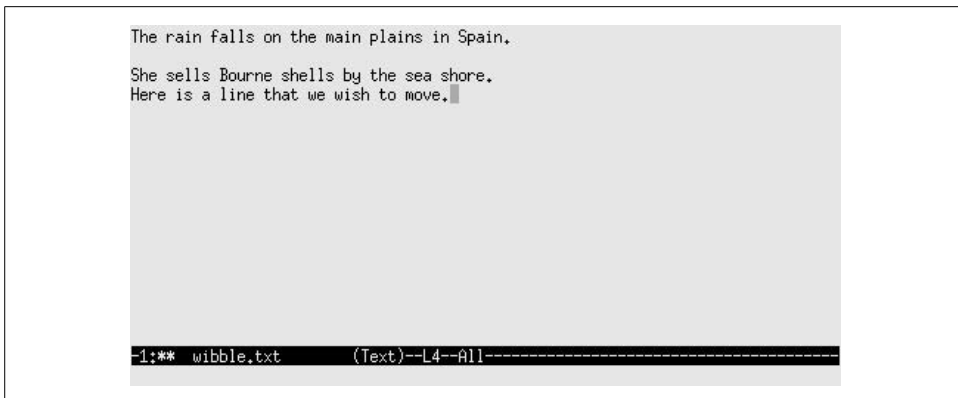 The rain falls on the main plains in Spain.
She sells Bourne shells by the sea shore.
Here is a line that we wish to move.
-1:** wibble.txt (Text)--L4--All----------------------------------------